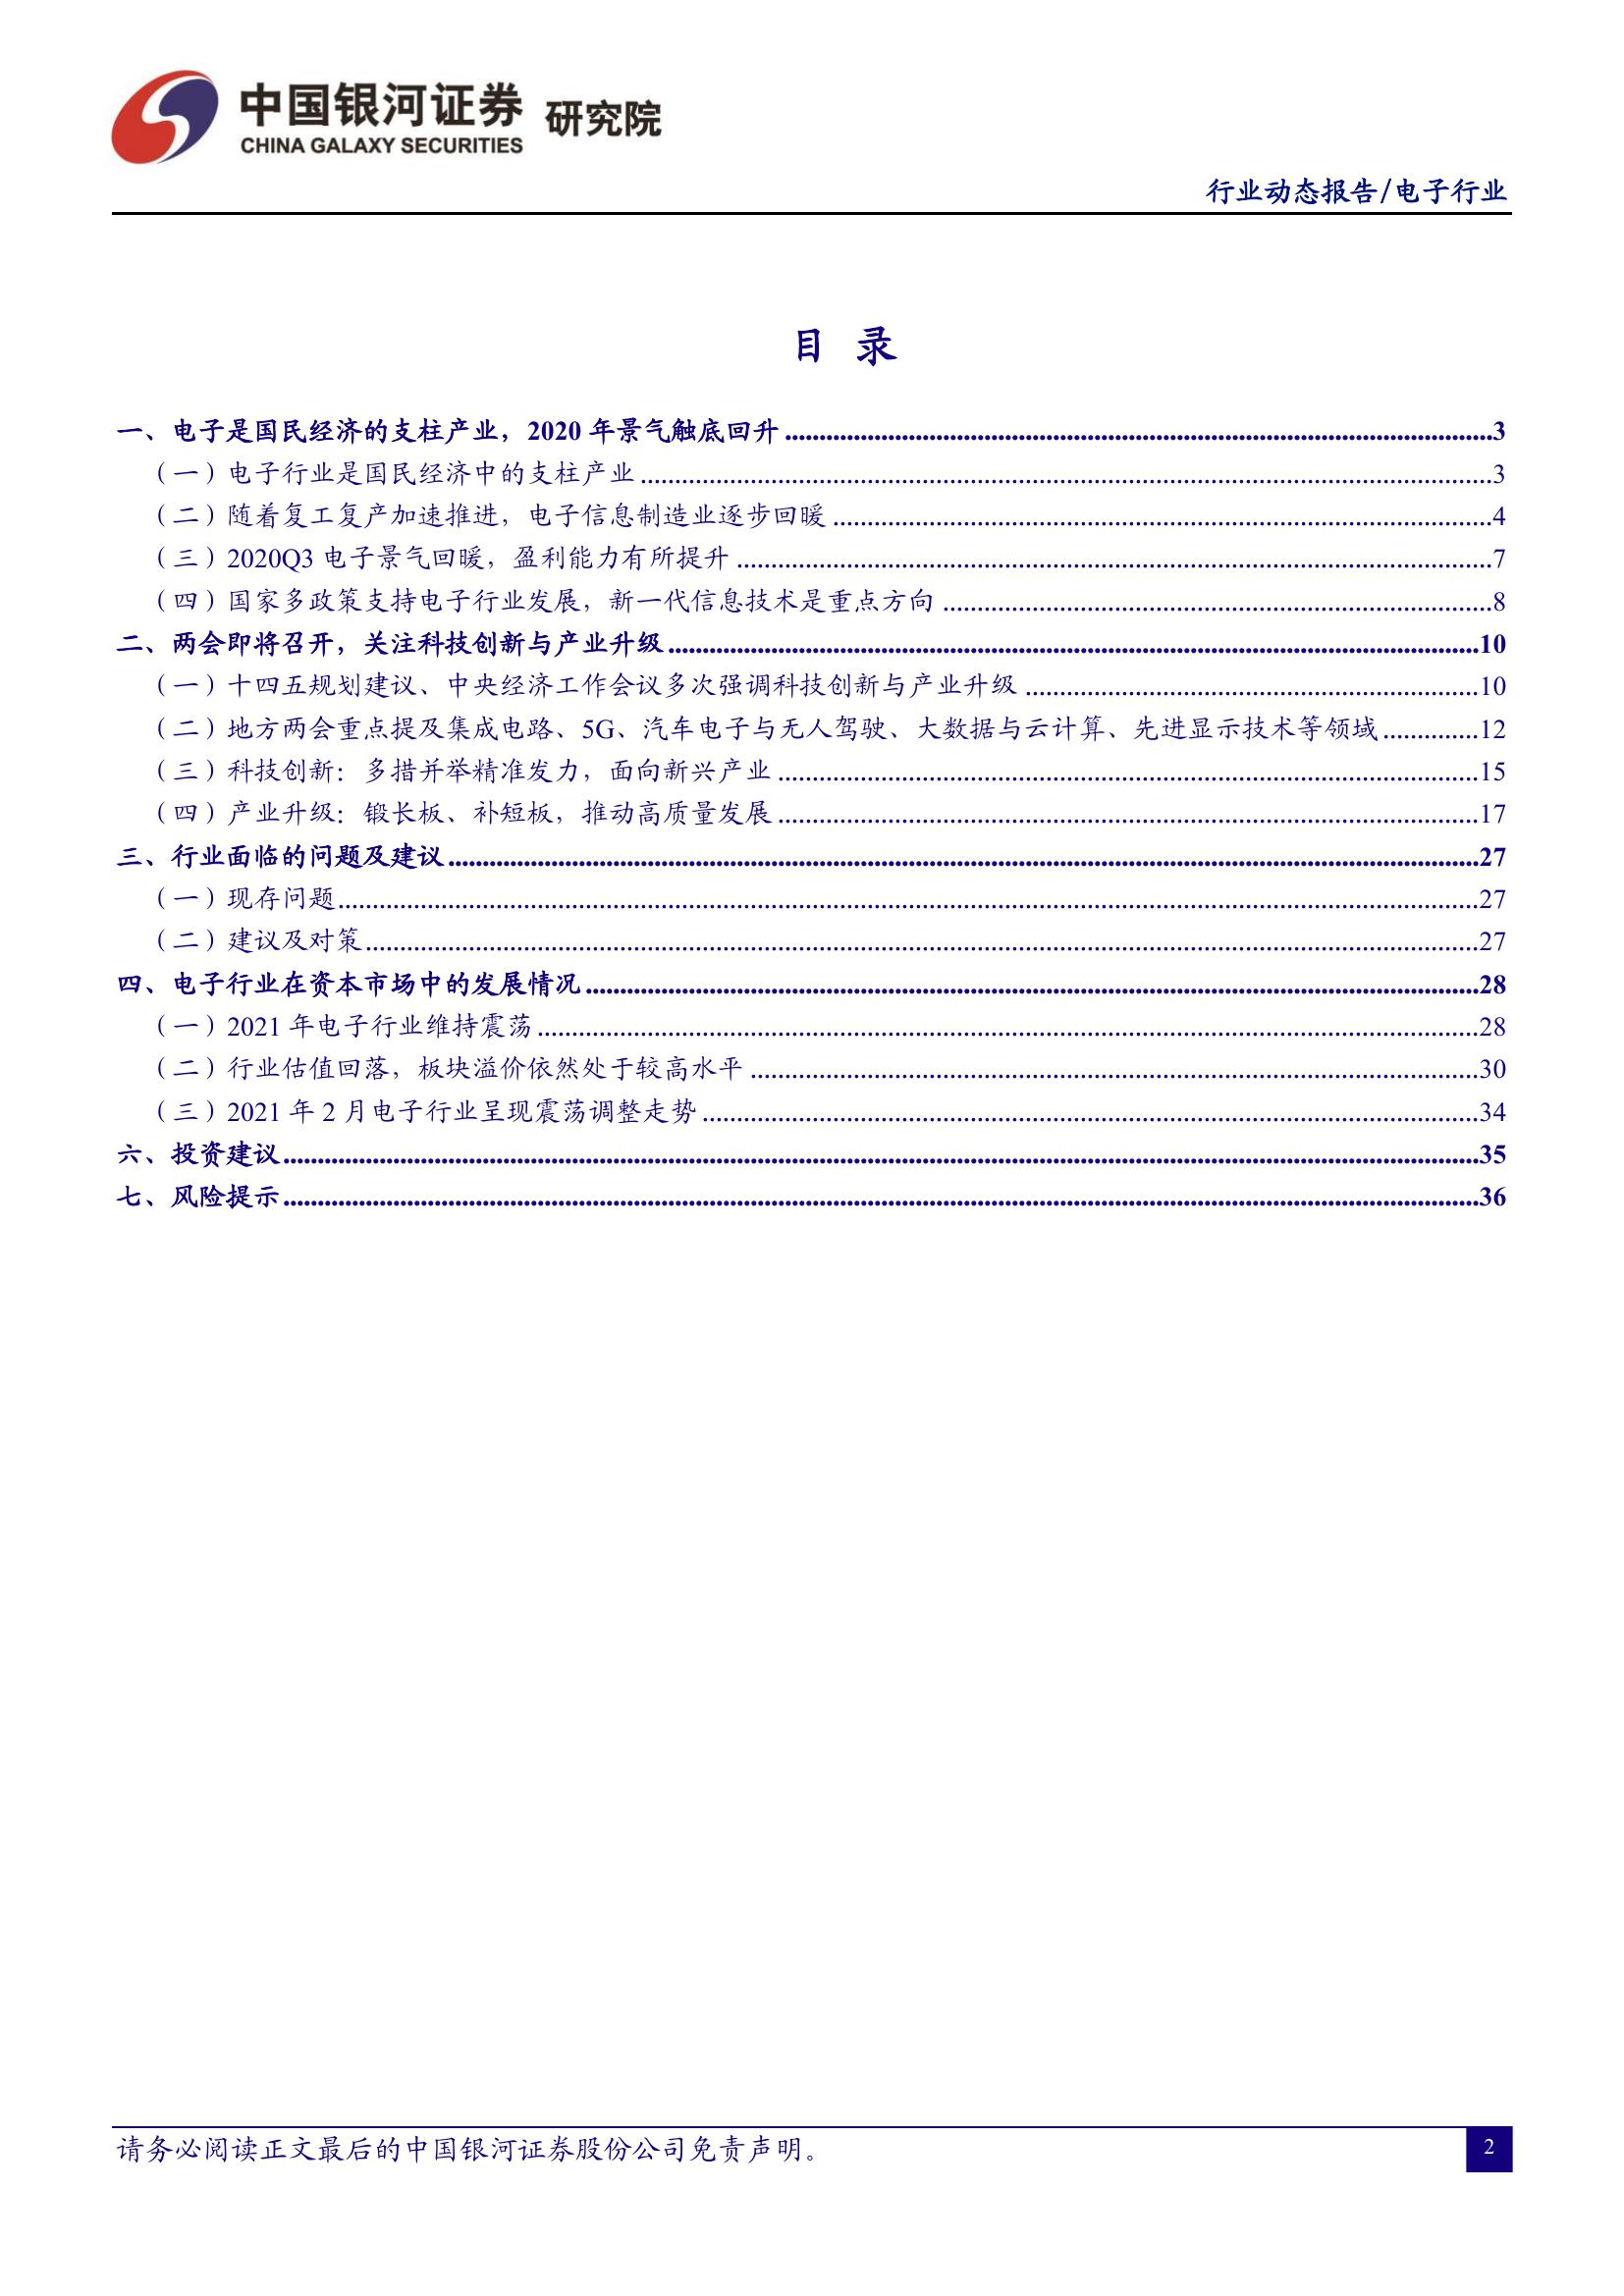 中国银河证券 研究院
CHINA GALAXY SECURITIES
行业动态报告/电子行业
目 录
一、电子是国民经济的支柱产业，2020 年景气触底回升........................................3
（一）电子行业是国民经济中的支柱产业........................................3
（二）随着复工复产加速推进，电子信息制造业逐步回暖........................................4
（三）2020Q3 电子景气回暖，盈利能力有所提升........................................7
（四）国家多政策支持电子行业发展，新一代信息技术是重点方向........................................8
二、两会即将召开，关注科技创新与产业升级........................................10
（一）十四五规划建议、中央经济工作会议多次强调科技创新与产业升级........................................10
（二）地方两会重点提及集成电路、5G、汽车电子与无人驾驶、大数据与云计算、先进显示技术等领域..............12
（三）科技创新：多措并举精准发力，面向新兴产业........................................15
（四）产业升级：锻长板、补短板，推动高质量发展........................................17
三、行业面临的问题及建议........................................27
（一）现存问题........................................27
（二）建议及对策........................................27
四、电子行业在资本市场中的发展情况........................................28
（一）2021 年电子行业维持震荡........................................28
（二）行业估值回落，板块溢价依然处于较高水平........................................30
（三）2021 年 2 月电子行业呈现震荡调整走势........................................34
六、投资建议........................................35
七、风险提示........................................36
请务必阅读正文最后的中国银河证券股份公司免责声明。
2